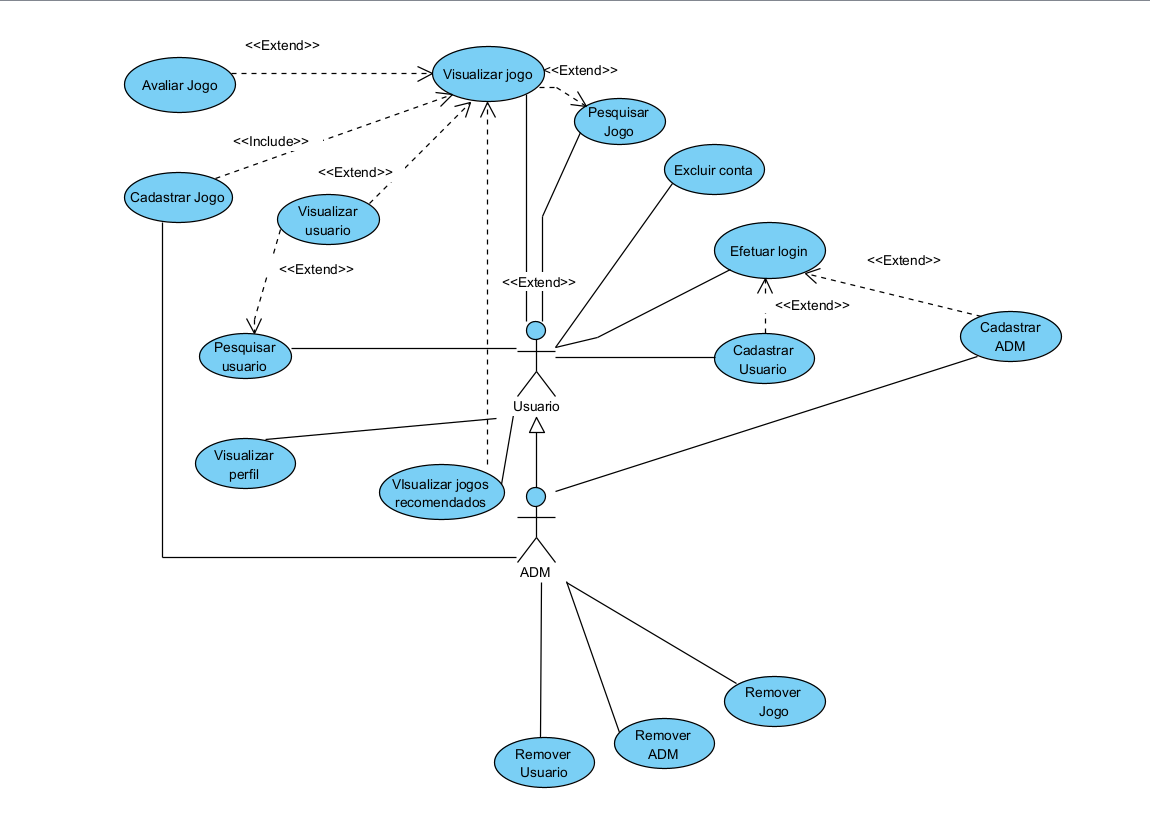 <<Extend>>
Visualizar jogo
<<Extend>>
Avaliar Jogo
Pesquisar
Jogo
<<Include>>
<<Extend>>
Excluir conta
Cadastrar Jogo
Visualizar
usuario
Efetuar login
<<Extend>>
<<Extend>>
<<Extend>>
<<Extend>>
Cadastrar
ADM
Pesquisar
usuario
Cadastrar
Usuario
Usuario
Visualizar
perfil
VIsualizar jogos
recomendados
ADM
Remover
Jogo
Remover
ADM
Remover
Usuario